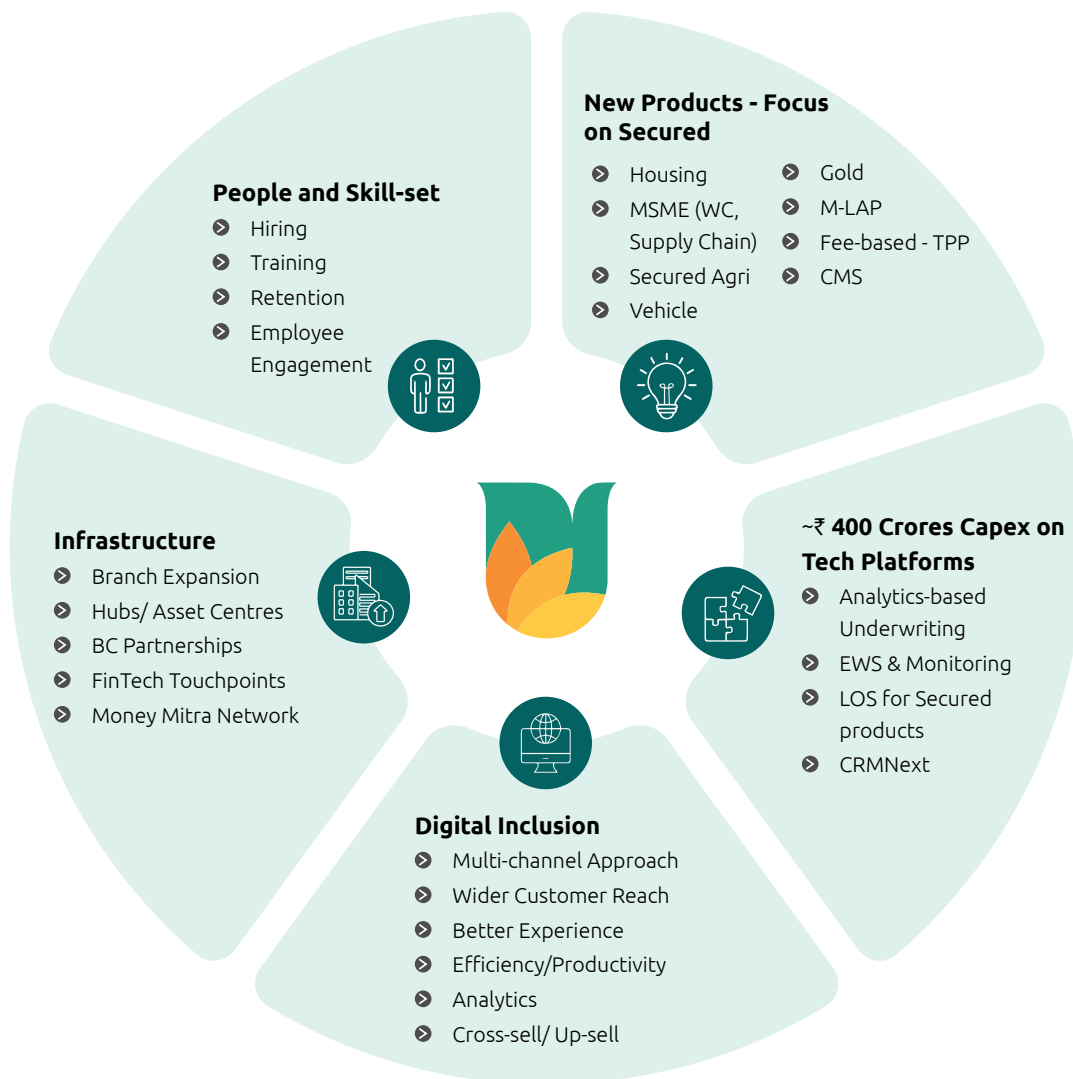 New Products - Focus
on Secured
Housing
MSME (WC,
Supply Chain)
Secured Agri
Vehicle
Gold
M-LAP
Fee-based - TPP
CMS
People and Skill-set
Hiring
Training
Retention
Employee
Engagement
~₹ 400 Crores Capex on
Tech Platforms
Analytics-based
Underwriting
EWS & Monitoring
LOS for Secured
products
CRMNext
Infrastructure
Branch Expansion
Hubs/ Asset Centres
BC Partnerships
FinTech Touchpoints
Money Mitra Network
Digital Inclusion
Multi-channel Approach
Wider Customer Reach
Better Experience
Efficiency/Productivity
Analytics
Cross-sell/ Up-sell